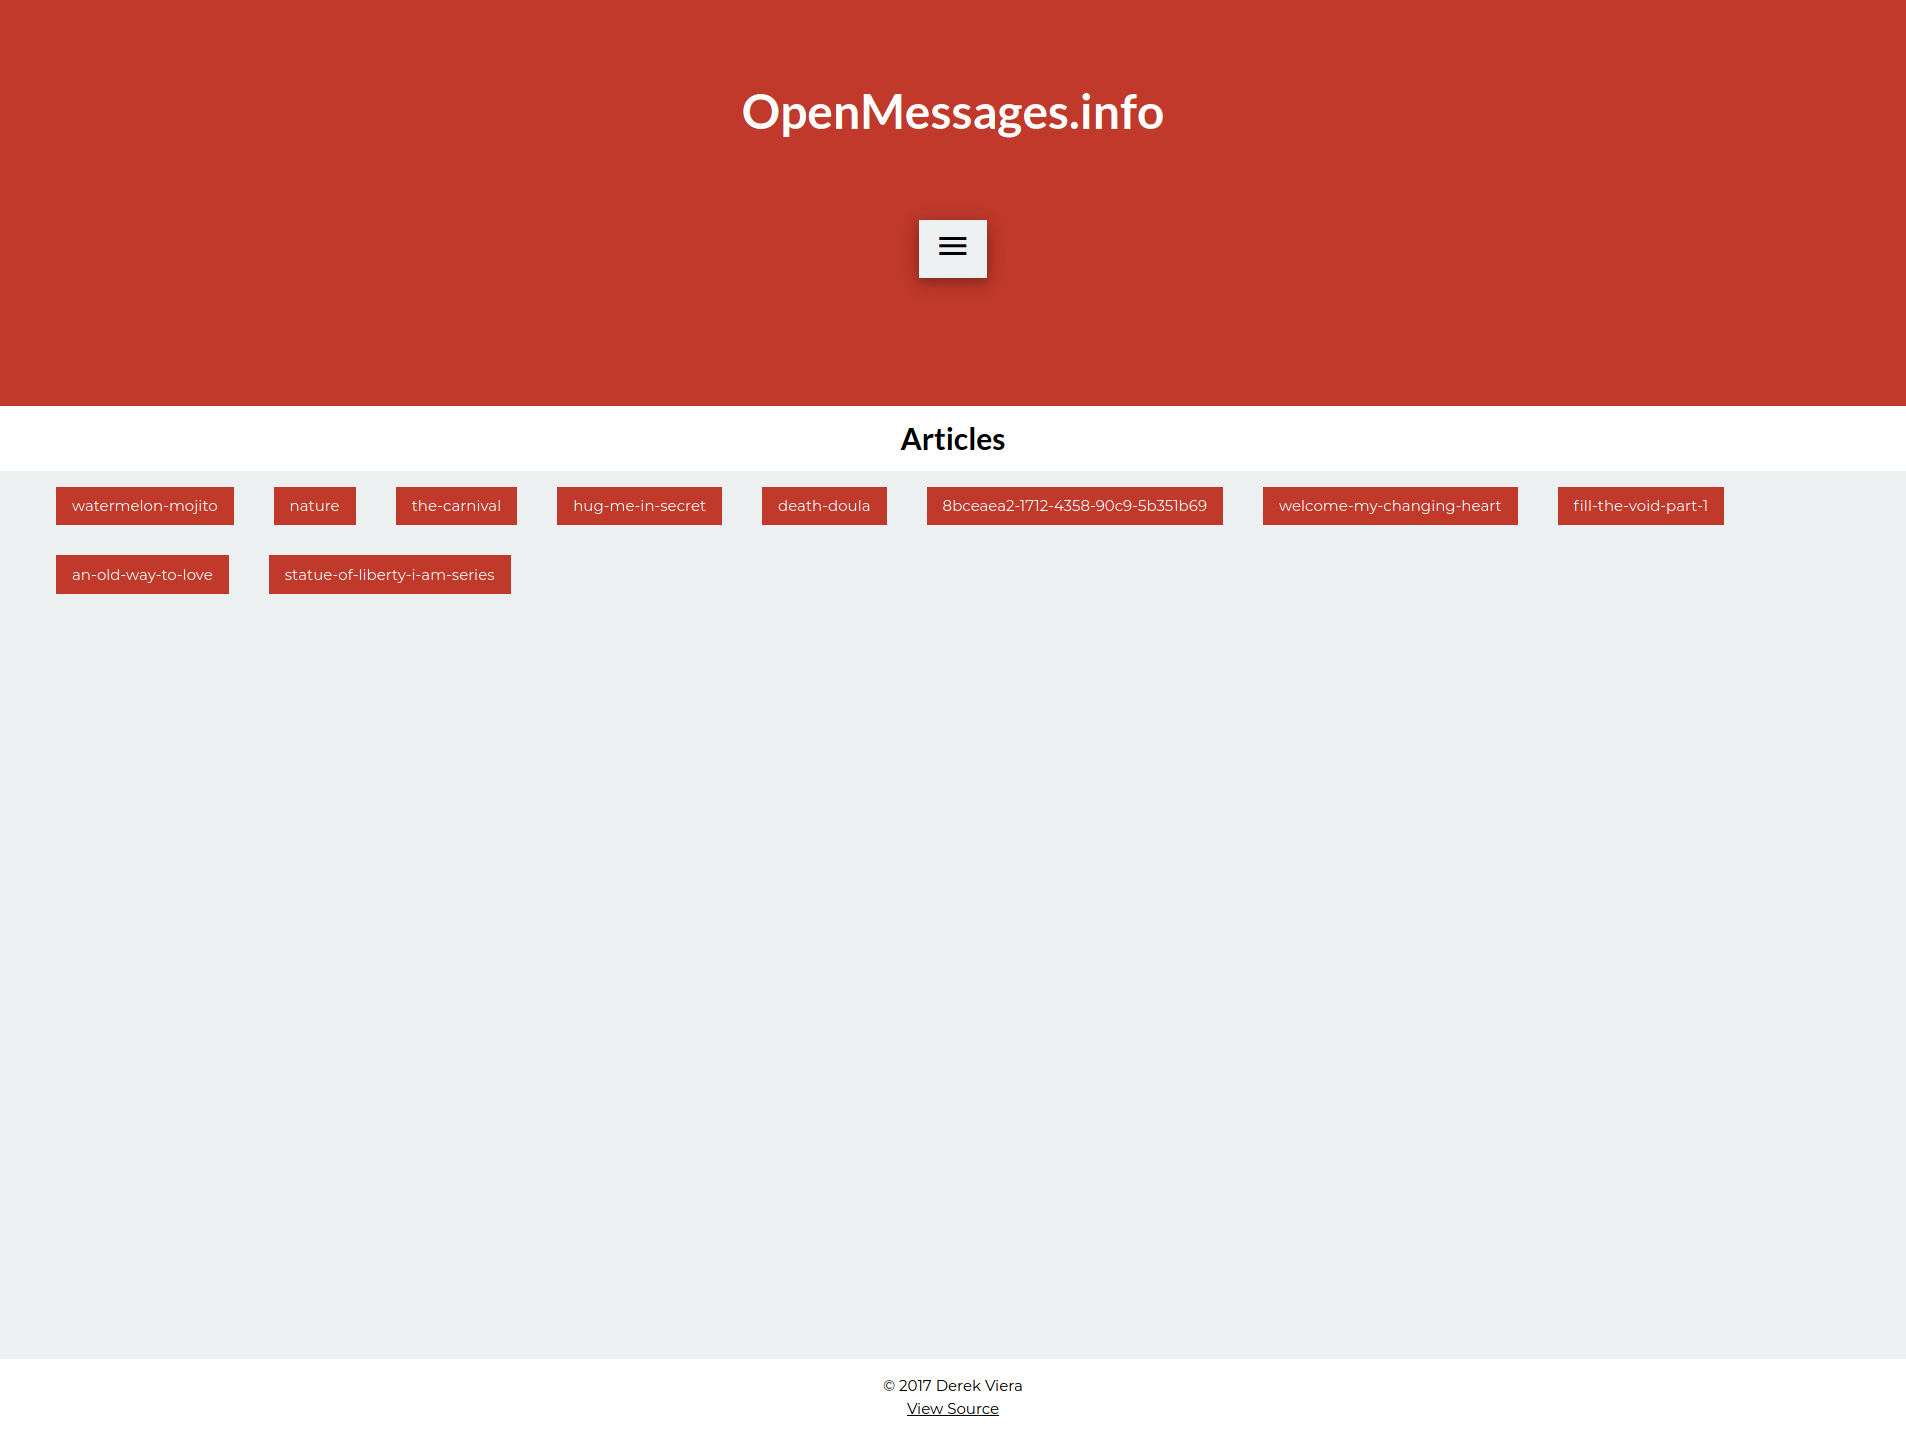 OpenMessages.info
Articles
watermelon-mojito nature the-carnival hug-me-in-secret death-doula 8bceaea2-1712-4358-90c9-5b351b69 welcome-my-changing-heart fill-the-void-part-1
an-old-way-to-love statue-of-liberty-i-am-series
© 2017 Derek Viera
View Source